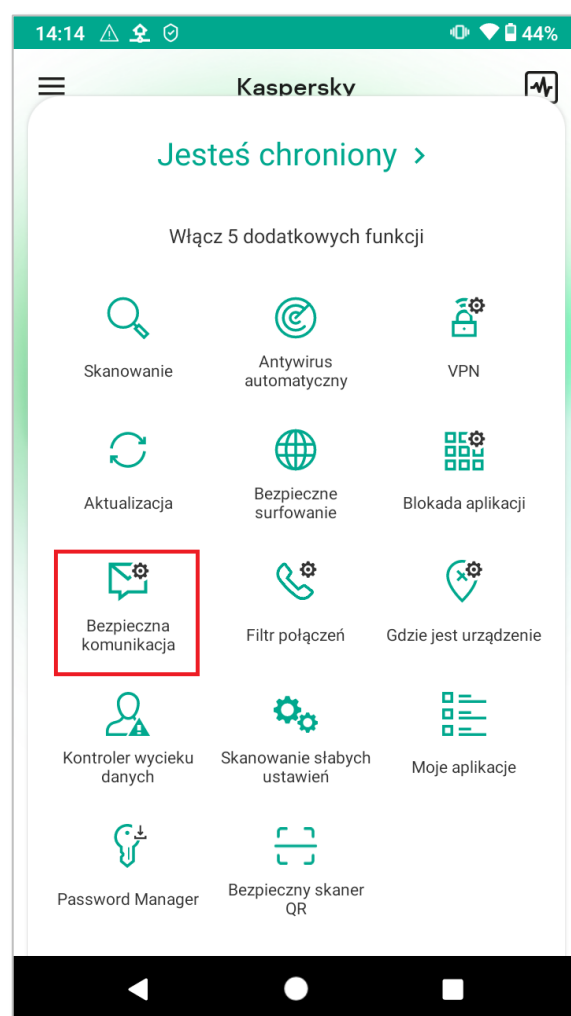 14:14 44%
Kaspersky
Jesteś chroniony >
Włącz 5 dodatkowych funkcji
Skanowanie
Antywirus
automatyczny
VPN
Aktualizacja
Bezpieczne
surfowanie
Blokada aplikacji
Bezpieczna
komunikacja
Filtr połączeń
Gdzie jest urządzenie
Kontroler wycieku
danych
Skanowanie słabych
ustawień
Moje aplikacje
Password Manager
Bezpieczny skaner
QR